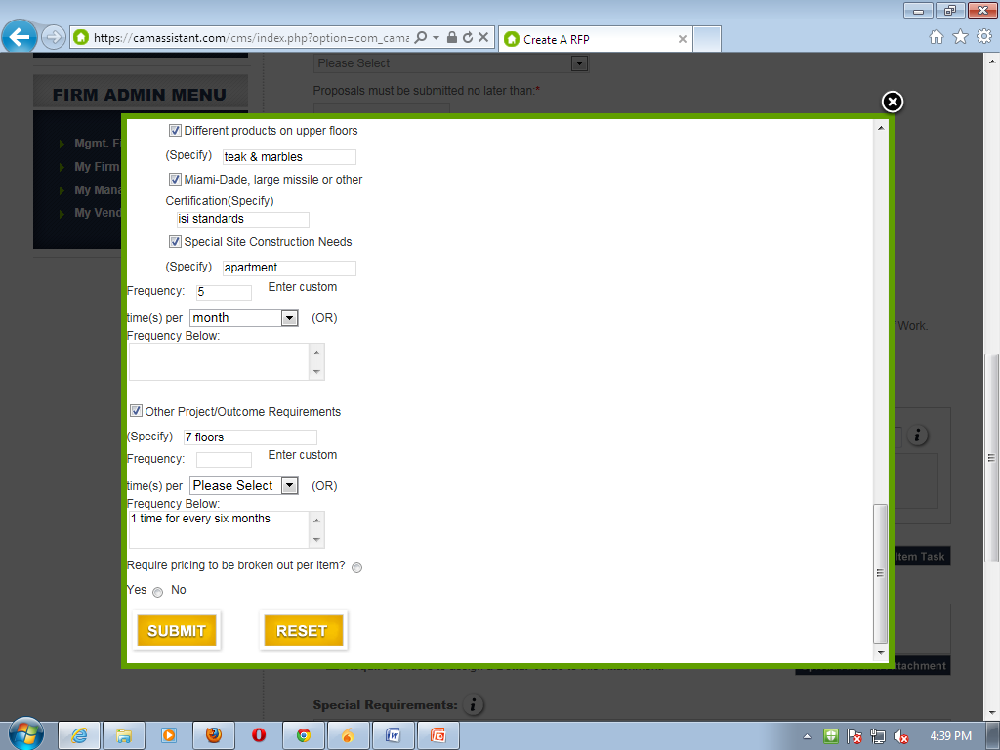 https://camassistant.com/cms/index.php?option=com_cama
Create A RFP
Please Select
Proposals must be submitted no later than:*
FIRM ADMIN MENU
Mgmt. F
My Firm
My Mana
My Vend
Different products on upper floors
(Specify) teak & marbles
Miami-Dade, large missile or other
Certification(Specify)
isi standards
Special Site Construction Needs
(Specify) apartment
Frequency: 5 Enter custom
time(s) per month (OR)
Frequency Below:
Work.
Other Project/Outcome Requirements
(Specify) 7 floors
Frequency: Enter custom
time(s) per Please Select (OR)
Frequency Below:
1 time for every six months
Require pricing to be broken out per item?
Item Task
Yes No
SUBMIT RESET
ttachment
Special Requirements:
4:39 PM